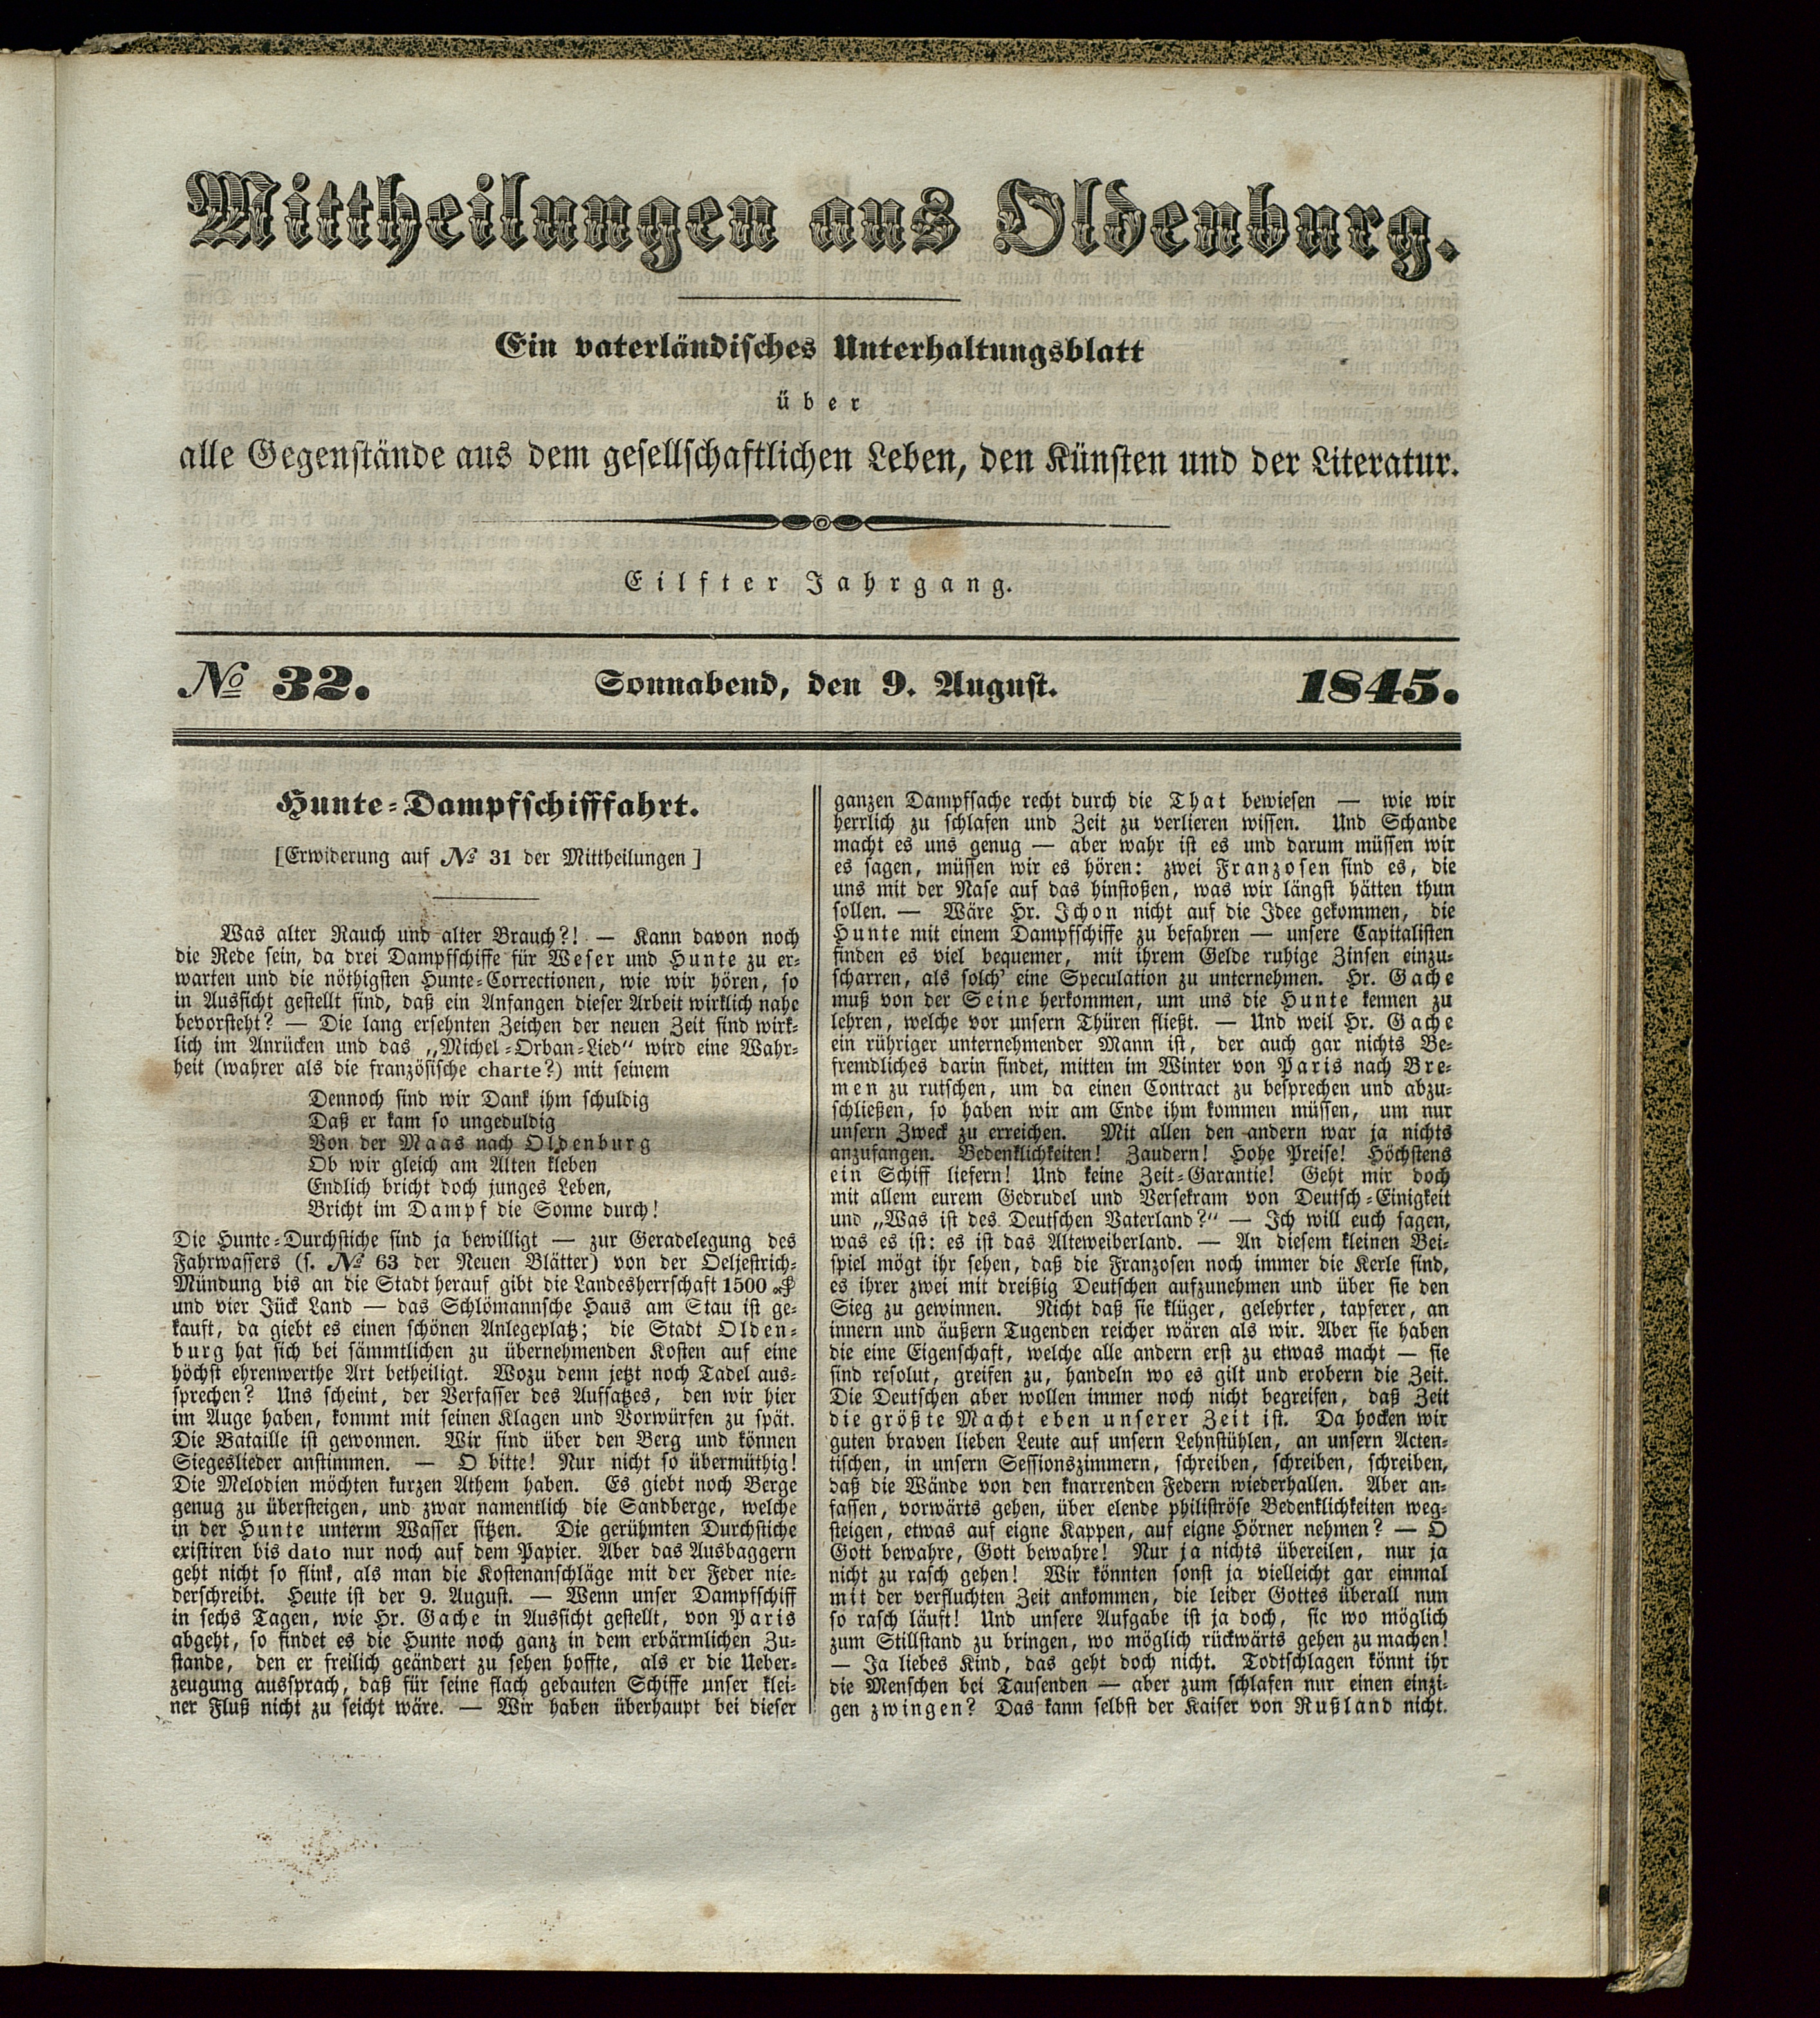 Mittheilungen aus Oldenburg.
Ein vaterländisches Unterhaltungsblatt
über
alle Gegenstände aus dem gesellschaftlichen Leben, den Künsten und der Literatur.
Eilfter Jahrgang.
№ 32. Sonnabend, den 9. August. 1845.
Hunte-Dampfschifffahrt.
[Erwiderung auf № 31 der Mittheilungen]
Was alter Rauch und alter Brauch?! — Kann davon noch
die Rede sein, da drei Dampfschiffe für Weser und Hunte zu er-
warten und die nöthigsten Hunte-Correctionen, wie wir hören, so
in Aussicht gestellt sind, daß ein Anfangen dieser Arbeit wirklich nahe
bevorsteht? — Die lang ersehnten Zeichen der neuen Zeit sind wirk-
lich im Anrücken und das „Michel-Orban-Lied“ wird eine Wahr-
heit (wahrer als die französische charte?) mit seinem
Dennoch sind wir Dank ihm schuldig
Daß er kam so ungeduldig
Von der Maas nach Oldenburg
Ob wir gleich am Alten kleben
Endlich bricht doch junges Leben,
Bricht im Dampf die Sonne durch!
Die Hunte-Durchstiche sind ja bewilligt — zur Geradelegung des
Fahrwassers (s. № 63 der Neuen Blätter) von der Oeljestrich-
Mündung bis an die Stadt herauf gibt die Landesherrschaft 1500 ₰
und vier Jück Land — das Schlömannsche Haus am Stau ist ge-
kauft, da giebt es einen schönen Anlegeplatz; die Stadt Olden-
burg hat sich bei sämmtlichen zu übernehmenden Kosten auf eine
höchst ehrenwerthe Art betheiligt. Wozu denn jetzt noch Tadel aus-
sprechen? Uns scheint, der Verfasser des Aufsatzes, den wir hier
im Auge haben, kommt mit seinen Klagen und Vorwürfen zu spät.
Die Bataille ist gewonnen. Wir sind über den Berg und können
Siegeslieder anstimmen. — O bitte! Nur nicht so übermüthig!
Die Melodien möchten kurzen Athem haben. Es giebt noch Berge
genug zu übersteigen, und zwar namentlich die Sandberge, welche
in der Hunte unterm Wasser sitzen. Die gerühmten Durchstiche
existiren bis dato nur noch auf dem Papier. Aber das Ausbaggern
geht nicht so flink, als man die Kostenanschläge mit der Feder nie-
derschreibt. Heute ist der 9. August. — Wenn unser Dampfschiff
in sechs Tagen, wie Hr. Gache in Aussicht gestellt, von Paris
abgeht, so findet es die Hunte noch ganz in dem erbärmlichen Zu-
stande, den er freilich geändert zu sehen hoffte, als er die Ueber-
zeugung aussprach, daß für seine flach gebauten Schiffe unser klei-
ner Fluß nicht zu seicht wäre. — Wir haben überhaupt bei dieser
ganzen Dampfsache recht durch die That bewiesen — wie wir
herrlich zu schlafen und Zeit zu verlieren wissen. Und Schande
macht es uns genug — aber wahr ist es und darum müssen wir
es sagen, müssen wir es hören: zwei Franzosen sind es, die
uns mit der Nase auf das hinstoßen, was wir längst hätten thun
sollen. — Wäre Hr. Ichon nicht auf die Idee gekommen, die
Hunte mit einem Dampfschiffe zu befahren — unsere Capitalisten
finden es viel bequemer, mit ihrem Gelde ruhige Zinsen einzu-
scharren, als solch' eine Speculation zu unternehmen. Hr. Gache
muß von der Seine herkommen, um uns die Hunte kennen zu
lehren, welche vor unsern Thüren fließt. — Und weil Hr. Gache
ein rühriger unternehmender Mann ist, der auch gar nichts Be-
fremdliches darin findet, mitten im Winter von Paris nach Bre-
men zu rutschen, um da einen Contract zu besprechen und abzu-
schließen, so haben wir am Ende ihm kommen müssen, um nur
unsern Zweck zu erreichen. Mit allen den andern war ja nichts
anzufangen. Bedenklichkeiten! Zaudern! Hohe Preise! Höchstens
ein Schiff liefern! Und keine Zeit-Garantie! Geht mir doch
mit allem eurem Gedrudel und Versekram von Deutsch-Einigkeit
und „Was ist des Deutschen Vaterland?“ — Ich will euch sagen,
was es ist: es ist das Alteweiberland. — An diesem kleinen Bei-
spiel mögt ihr sehen, daß die Franzosen noch immer die Kerle sind,
es ihrer zwei mit dreißig Deutschen aufzunehmen und über sie den
Sieg zu gewinnen. Nicht daß sie klüger, gelehrter, tapferer, an
innern und äußern Tugenden reicher wären als wir. Aber sie haben
die eine Eigenschaft, welche alle andern erst zu etwas macht — sie
sind resolut, greifen zu, handeln wo es gilt und erobern die Zeit.
Die Deutschen aber wollen immer noch nicht begreifen, daß Zeit
die größte Macht eben unserer Zeit ist. Da hocken wir
guten braven lieben Leute auf unsern Lehnstühlen, an unsern Acten-
tischen, in unsern Sessionszimmern, schreiben, schreiben, schreiben,
daß die Wände von den knarrenden Federn wiederhallen. Aber an-
fassen, vorwärts gehen, über elende philiströse Bedenklichkeiten weg-
steigen, etwas auf eigne Kappen, auf eigne Hörner nehmen? — O
Gott bewahre, Gott bewahre! Nur ja nichts übereilen, nur ja
nicht zu rasch gehen! Wir könnten sonst ja vielleicht gar einmal
mit der verfluchten Zeit ankommen, die leider Gottes überall nun
so rasch läuft! Und unsere Aufgabe ist ja doch, sie wo möglich
zum Stillstand zu bringen, wo möglich rückwärts gehen zu machen!
— Ja liebes Kind, das geht doch nicht. Todtschlagen könnt ihr
die Menschen bei Tausenden — aber zum schlafen nur einen einzi-
gen zwingen? Das kann selbst der Kaiser von Rußland nicht.